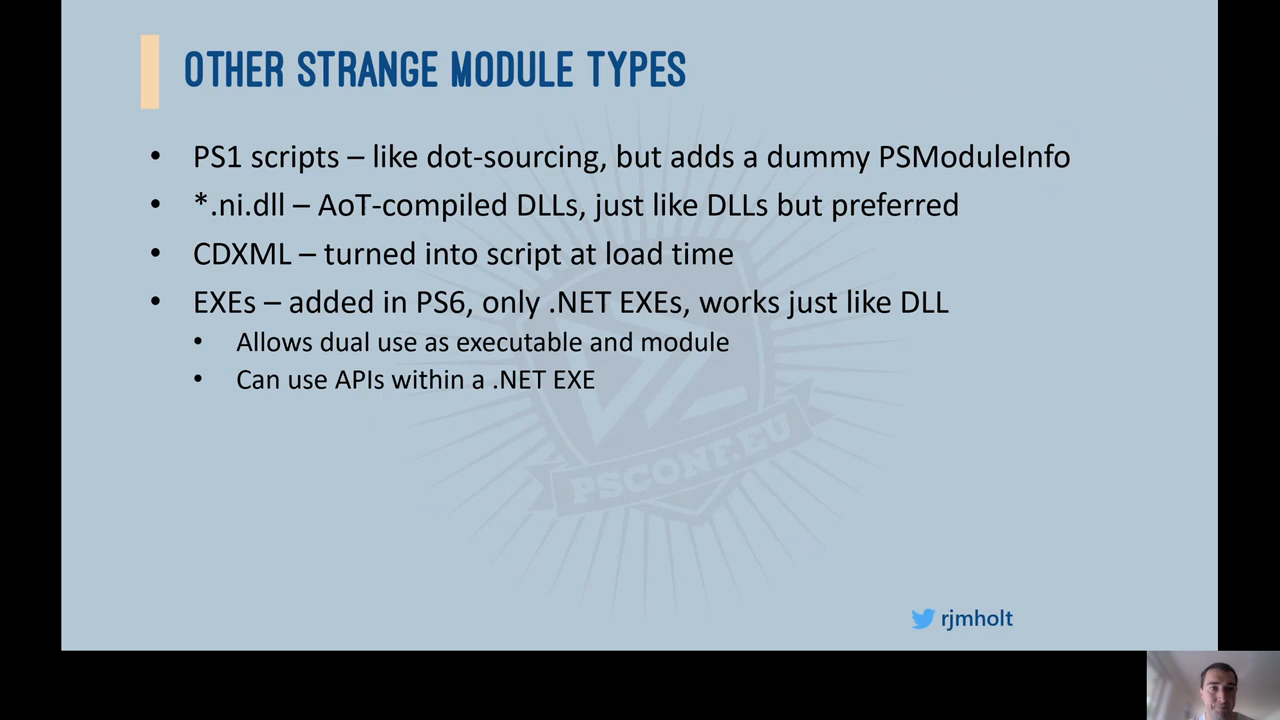 OTHER STRANGE MODULE TYPES
• PS1 scripts – like dot-sourcing, but adds a dummy PSModuleInfo
• *.ni.dll – AoT-compiled DLLs, just like DLLs but preferred
• CDXML – turned into script at load time
• EXEs – added in PS6, only .NET EXEs, works just like DLL
• Allows dual use as executable and module
• Can use APIs within a .NET EXE
PSCONF.EU
rjmholt